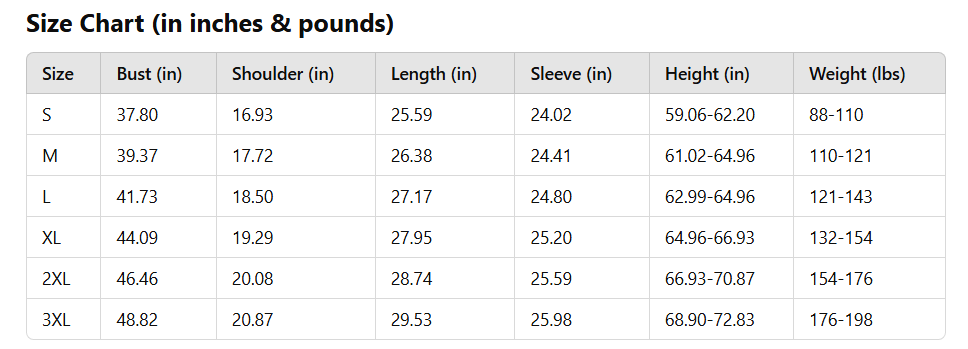 Size Chart (in inches & pounds)
Size Bust (in) Shoulder (in) Length (in) Sleeve (in) Height (in) Weight (lbs)
S 37.80 16.93 25.59 24.02 59.06-62.20 88-110
M 39.37 17.72 26.38 24.41 61.02-64.96 110-121
L 41.73 18.50 27.17 24.80 62.99-64.96 121-143
XL 44.09 19.29 27.95 25.20 64.96-66.93 132-154
2XL 46.46 20.08 28.74 25.59 66.93-70.87 154-176
3XL 48.82 20.87 29.53 25.98 68.90-72.83 176-198